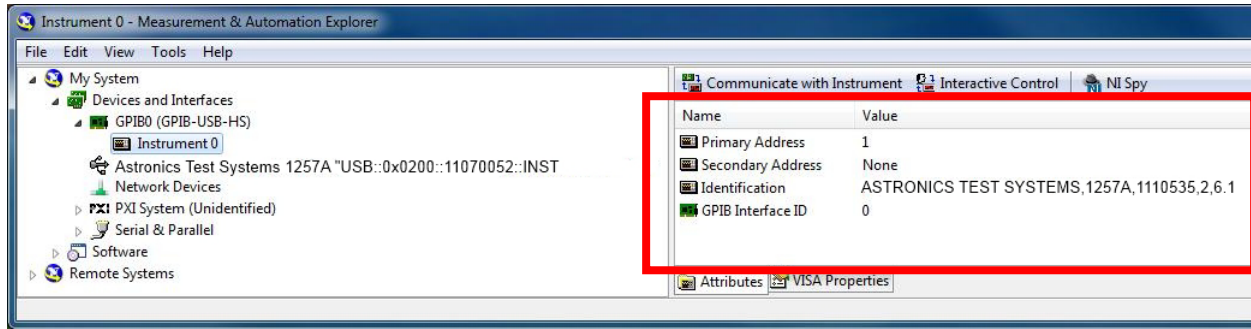 Instrument 0 - Measurement & Automation Explorer
File Edit View Tools Help
My System
Devices and Interfaces
GPIB0 (GPIB-USB-HS)
Instrument 0
Astronics Test Systems 1257A "USB::0x0200::11070052::INST
Network Devices
PXI PXI System (Unidentified)
Serial & Parallel
Software
Remote Systems
Communicate with Instrument Interactive Control NI Spy
Name Value
Primary Address 1
Secondary Address None
Identification ASTRONICS TEST SYSTEMS,1257A,1110535,2,6.1
GPIB Interface ID 0
Attributes VISA Properties